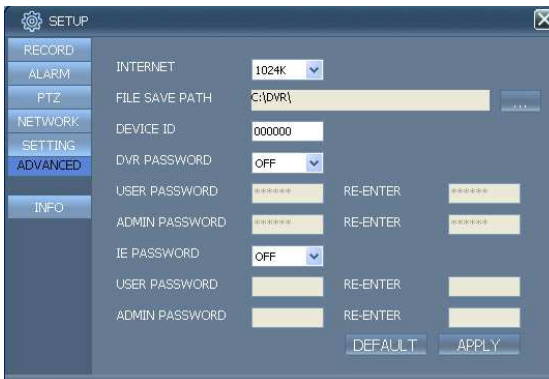 SETUP
RECORD
ALARM
PTZ
NETWORK
SETTING
ADVANCED
INFO
INTERNET 1024K
FILE SAVE PATH C:\DVR\ ...
DEVICE ID 000000
DVR PASSWORD OFF
USER PASSWORD ****** RE-ENTER ******
ADMIN PASSWORD ****** RE-ENTER ******
IE PASSWORD OFF
USER PASSWORD RE-ENTER
ADMIN PASSWORD RE-ENTER
DEFAULT APPLY